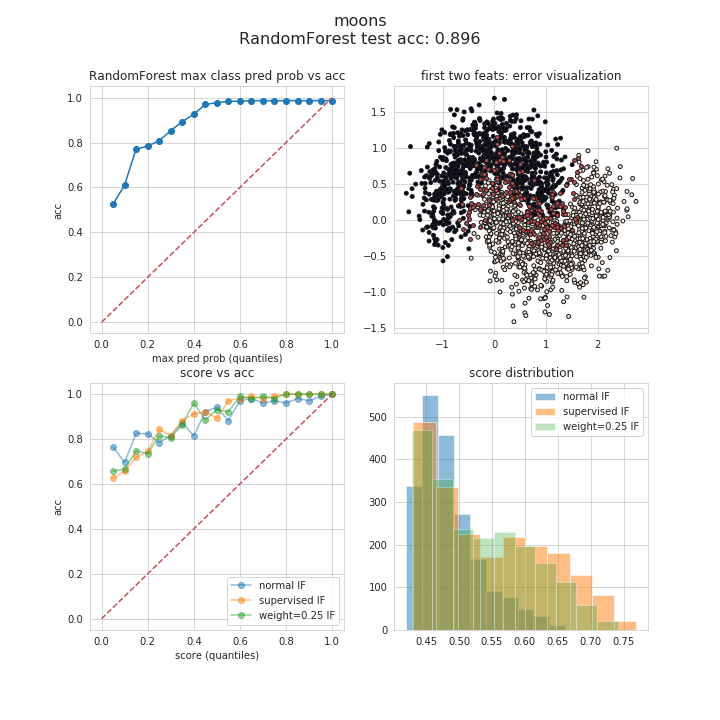 moons
RandomForest test acc: 0.896
RandomForest max class pred prob vs acc
1.0
0.8
0.6
0.4
0.2
0.0
acc
0.0 0.2 0.4 0.6 0.8 1.0
max pred prob (quantiles)
first two feats: error visualization
1.5
1.0
0.5
0.0
−0.5
−1.0
−1.5
−1 0 1 2
score vs acc
1.0
0.8
0.6
0.4
0.2
0.0
acc
normal IF
supervised IF
weight=0.25 IF
0.0 0.2 0.4 0.6 0.8 1.0
score (quantiles)
score distribution
normal IF
supervised IF
weight=0.25 IF
500
400
300
200
100
0
0.45 0.50 0.55 0.60 0.65 0.70 0.75